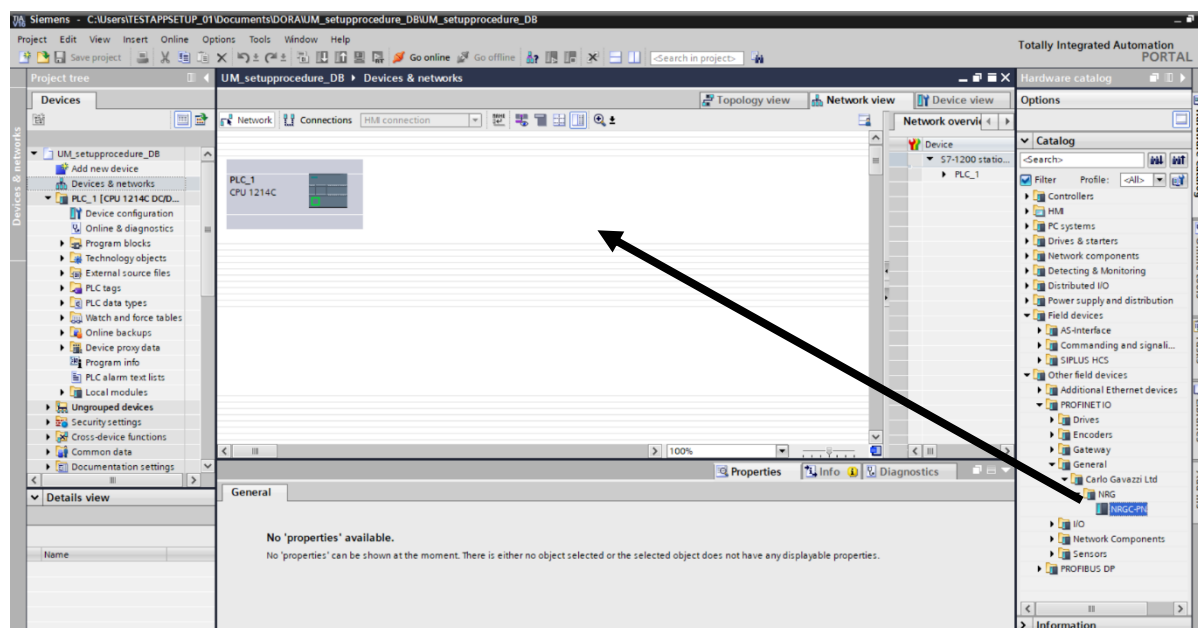 Siemens - C:\Users\TESTAPPSETUP_01\Documents\DORA\UM_setupprocedure_DB\UM_setupprocedure_DB
Project Edit View Insert Online Options Tools Window Help
Totally Integrated Automation
PORTAL
Save project
Go online
Go offline
<Search in project>
Project tree
UM_setupprocedure_DB ▸ Devices & networks
Hardware catalog
Devices
Topology view
Network view
Device view
Options
Network
Connections
HMI connection
Network overvie
Catalog
Devices & networks
UM_setupprocedure_DB
Add new device
Devices & networks
PLC_1 [CPU 1214C DC/D...
Device configuration
Online & diagnostics
Program blocks
Technology objects
External source files
PLC tags
PLC data types
Watch and force tables
Online backups
Device proxy data
Program info
PLC alarm text lists
Local modules
Ungrouped devices
Security settings
Cross-device functions
Common data
Documentation settings
Details view
Name
PLC_1
CPU 1214C
Device
S7-1200 statio...
PLC_1
100%
Properties
Info
Diagnostics
General
No 'properties' available.
No 'properties' can be shown at the moment. There is either no object selected or the selected object does not have any displayable properties.
<Search>
Filter Profile: <All>
Controllers
HMI
PC systems
Drives & starters
Network components
Detecting & Monitoring
Distributed I/O
Power supply and distribution
Field devices
AS-Interface
Commanding and signali...
SIPLUS HCS
Other field devices
Additional Ethernet devices
PROFINET IO
Drives
Encoders
Gateway
General
Carlo Gavazzi Ltd
NRG
NRGC-PN
I/O
Network Components
Sensors
PROFIBUS DP
Information